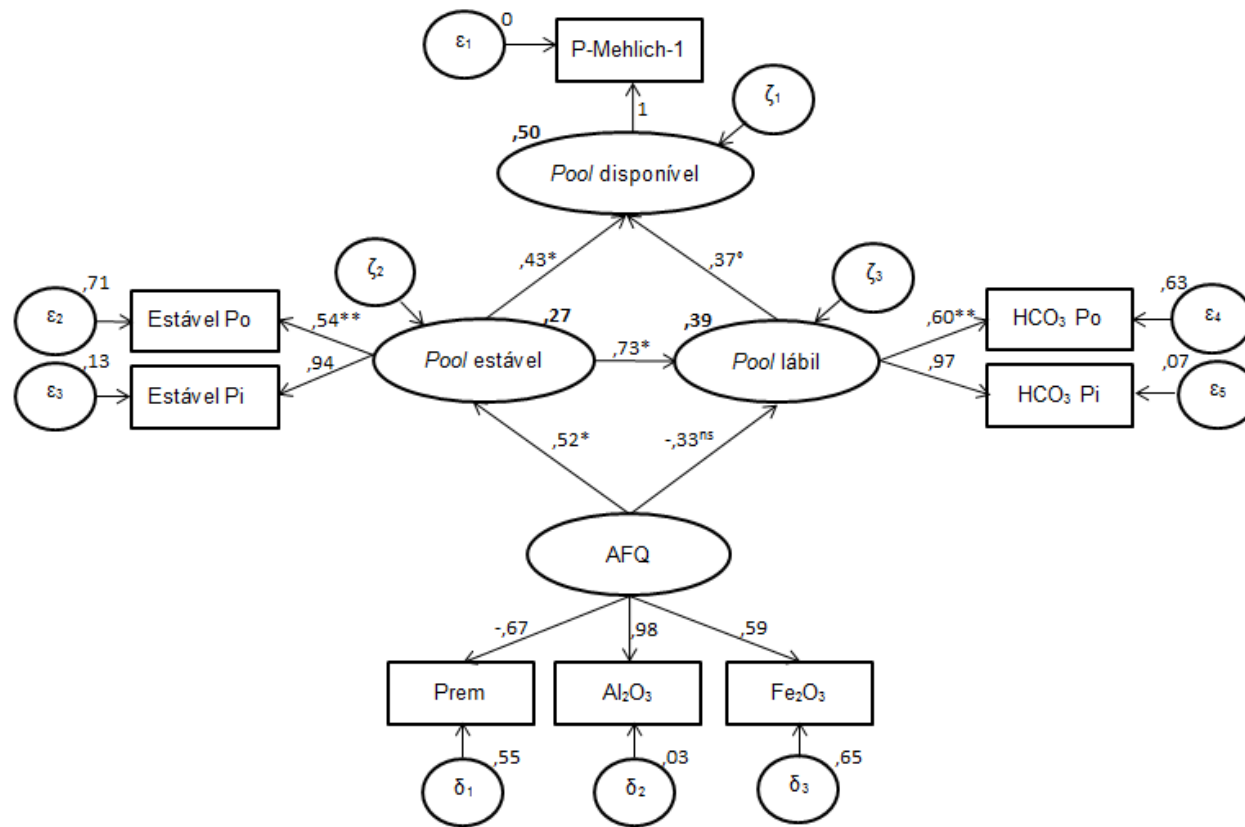 0
ε₁
P-Mehlich-1
ζ₁
1
,50
Pool disponível
ζ₂
,43*
,37°
ζ₃
,71
ε₂
Estável Po
,54**
,27
,39
,60**
HCO₃ Po
,63
ε₄
Pool estável
,73*
Pool lábil
,13
ε₃
Estável Pi
,94
,97
HCO₃ Pi
,07
ε₅
,52*
-,33ⁿˢ
AFQ
-,67
,98
,59
Prem
Al₂O₃
Fe₂O₃
,55
,03
,65
δ₁
δ₂
δ₃